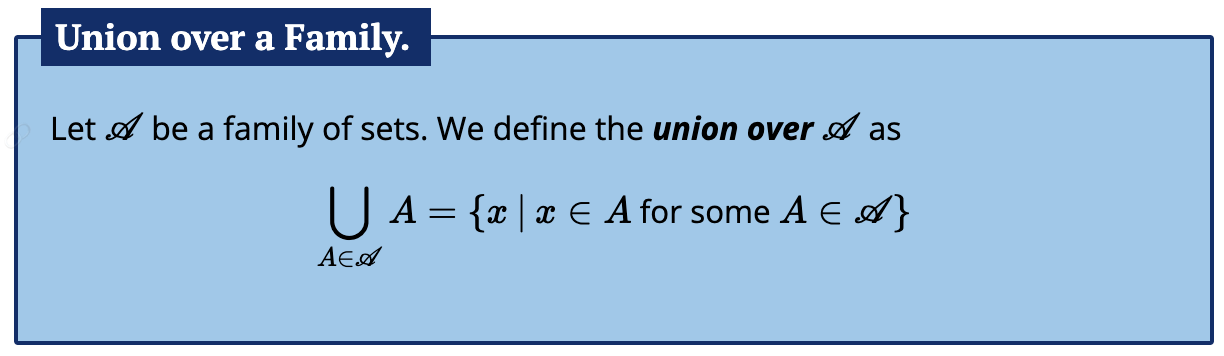 Union over a Family.
Let 𝒜 be a family of sets. We define the union over 𝒜 as
⋃ A = {x | x ∈ A for some A ∈ 𝒜}
A∈𝒜